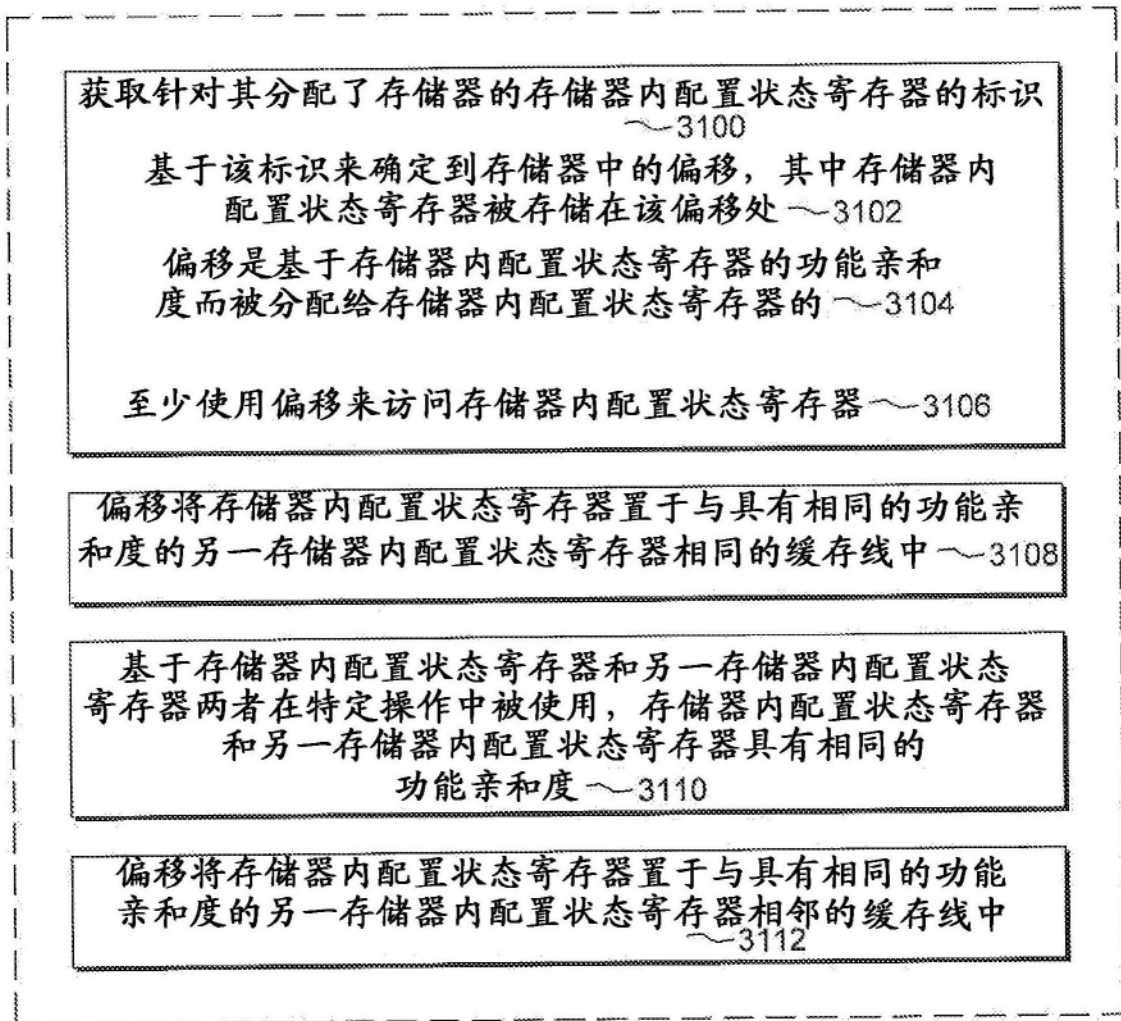 获取针对其分配了存储器的存储器内配置状态寄存器的标识
3100
基于该标识来确定到存储器中的偏移，其中存储器内
配置状态寄存器被存储在该偏移处 3102
偏移是基于存储器内配置状态寄存器的功能亲和
度而被分配给存储器内配置状态寄存器的 3104
至少使用偏移来访问存储器内配置状态寄存器 3106
偏移将存储器内配置状态寄存器置于与具有相同的功能亲
和度的另一存储器内配置状态寄存器相同的缓存线中 3108
基于存储器内配置状态寄存器和另一存储器内配置状态
寄存器两者在特定操作中被使用，存储器内配置状态寄存器
和另一存储器内配置状态寄存器具有相同的
功能亲和度 3110
偏移将存储器内配置状态寄存器置于与具有相同的功能
亲和度的另一存储器内配置状态寄存器相邻的缓存线中
3112